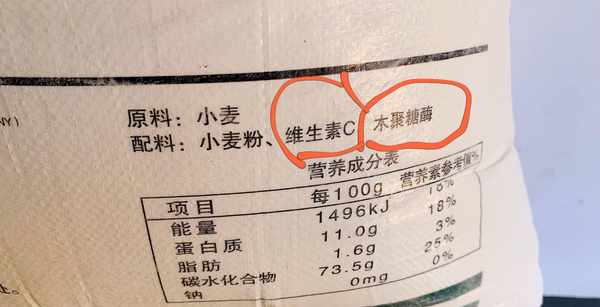 原料：小麦
配料：小麦粉、维生素C 木聚糖酶
营养成分表
项目 每100g 营养素参考值%
能量 1496kJ 18%
蛋白质 11.0g 18%
脂肪 1.6g 3%
碳水化合物 73.5g 25%
钠 0mg 0%